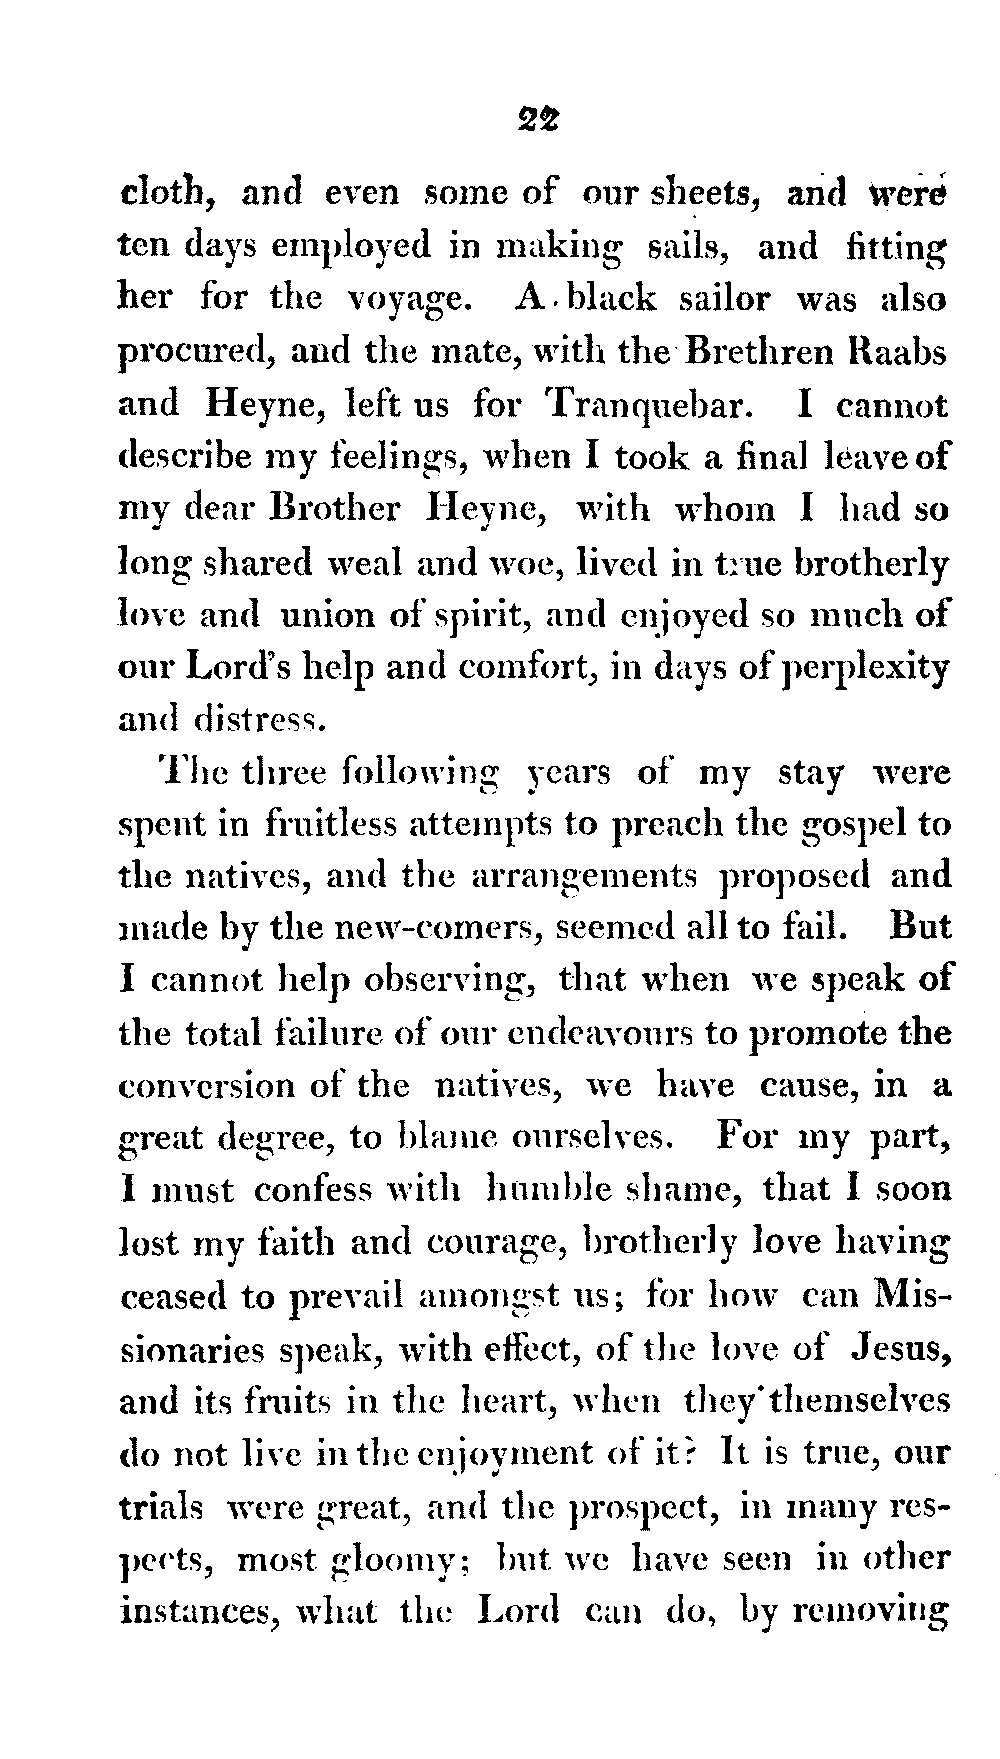 22
cloth, and even some of our sheets, and were
ten days employed in making sails, and fitting
her for the voyage. A black sailor was also
procured, and the mate, with the Brethren Raabs
and Heyne, left us for Tranquebar. I cannot
describe my feelings, when I took a final leave of
my dear Brother Heyne, with whom I had so
long shared weal and woe, lived in true brotherly
love and union of spirit, and enjoyed so much of
our Lord's help and comfort, in days of perplexity
and distress.
The three following years of my stay were
spent in fruitless attempts to preach the gospel to
the natives, and the arrangements proposed and
made by the new-comers, seemed all to fail. But
I cannot help observing, that when we speak of
the total failure of our endeavours to promote the
conversion of the natives, we have cause, in a
great degree, to blame ourselves. For my part,
I must confess with humble shame, that I soon
lost my faith and courage, brotherly love having
ceased to prevail amongst us; for how can Mis-
sionaries speak, with effect, of the love of Jesus,
and its fruits in the heart, when they themselves
do not live in the enjoyment of it? It is true, our
trials were great, and the prospect, in many res-
pects, most gloomy; but we have seen in other
instances, what the Lord can do, by removing